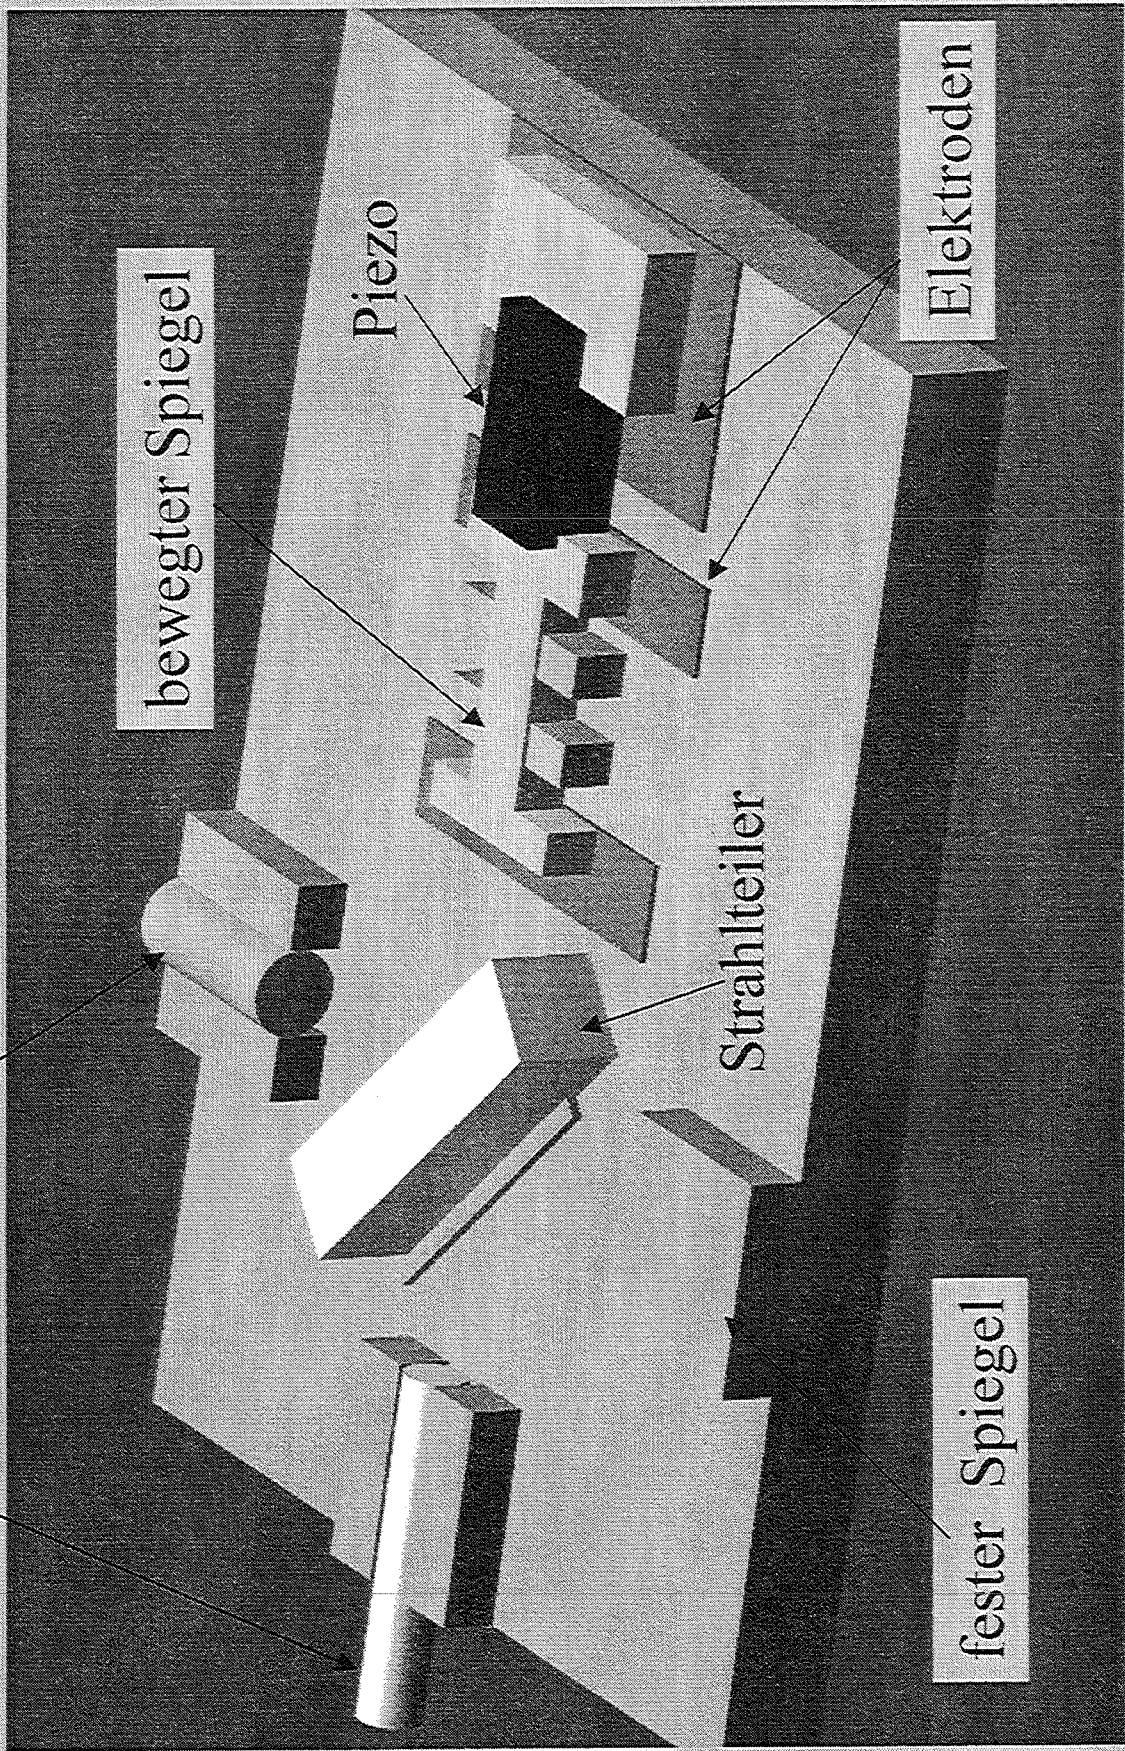 bewegter Spiegel
Piezo
Elektroden
Strahlteiler
fester Spiegel